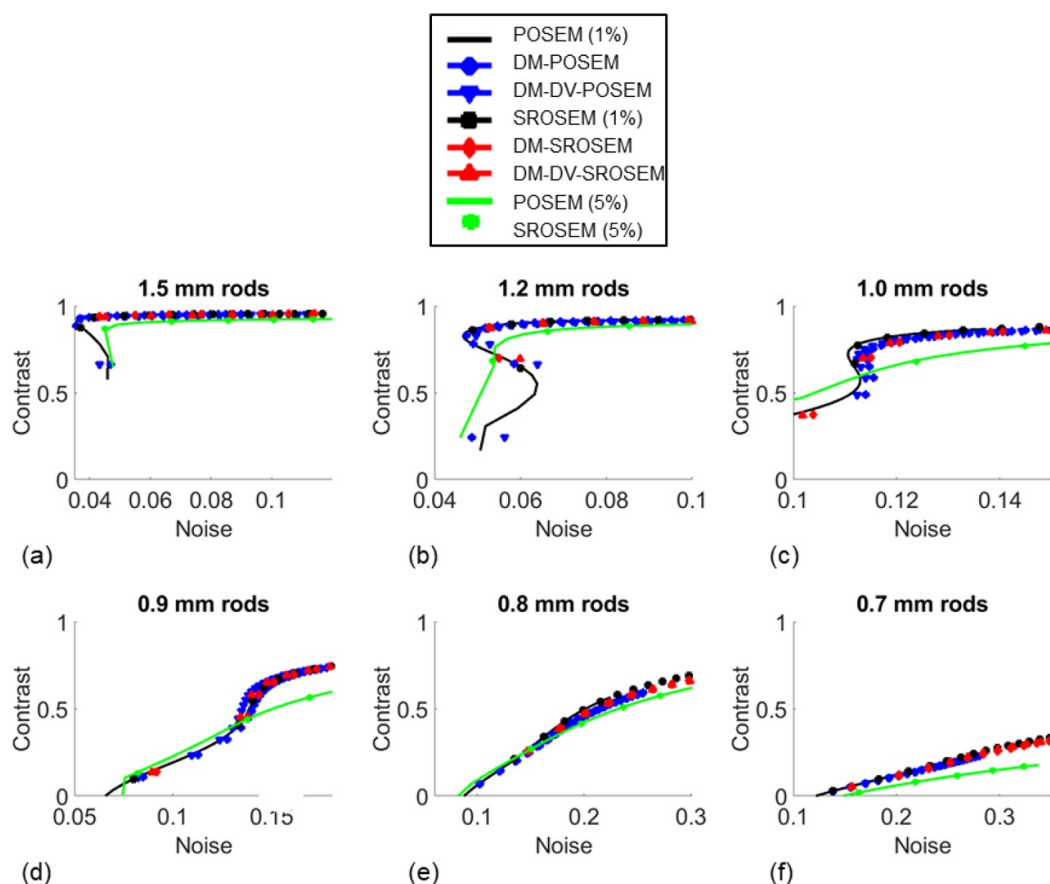 POSEM (1%)
DM-POSEM
DM-DV-POSEM
SROSEM (1%)
DM-SROSEM
DM-DV-SROSEM
POSEM (5%)
SROSEM (5%)
1.5 mm rods
1
0.5
0
Contrast
0.04 0.06 0.08 0.1
Noise
(a)
1.2 mm rods
1
0.5
0
Contrast
0.04 0.06 0.08 0.1
Noise
(b)
1.0 mm rods
1
0.5
0
Contrast
0.1 0.12 0.14
Noise
(c)
0.9 mm rods
1
0.5
0
Contrast
0.05 0.1 0.15
Noise
(d)
0.8 mm rods
1
0.5
0
Contrast
0.1 0.2 0.3
Noise
(e)
0.7 mm rods
1
0.5
0
Contrast
0.1 0.2 0.3
Noise
(f)